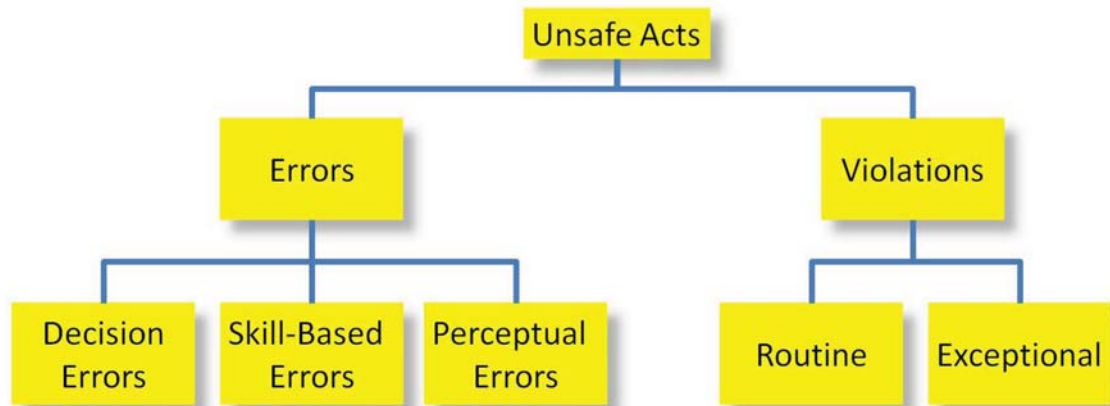 Unsafe Acts
Errors
Violations
Decision
Errors
Skill-Based
Errors
Perceptual
Errors
Routine
Exceptional